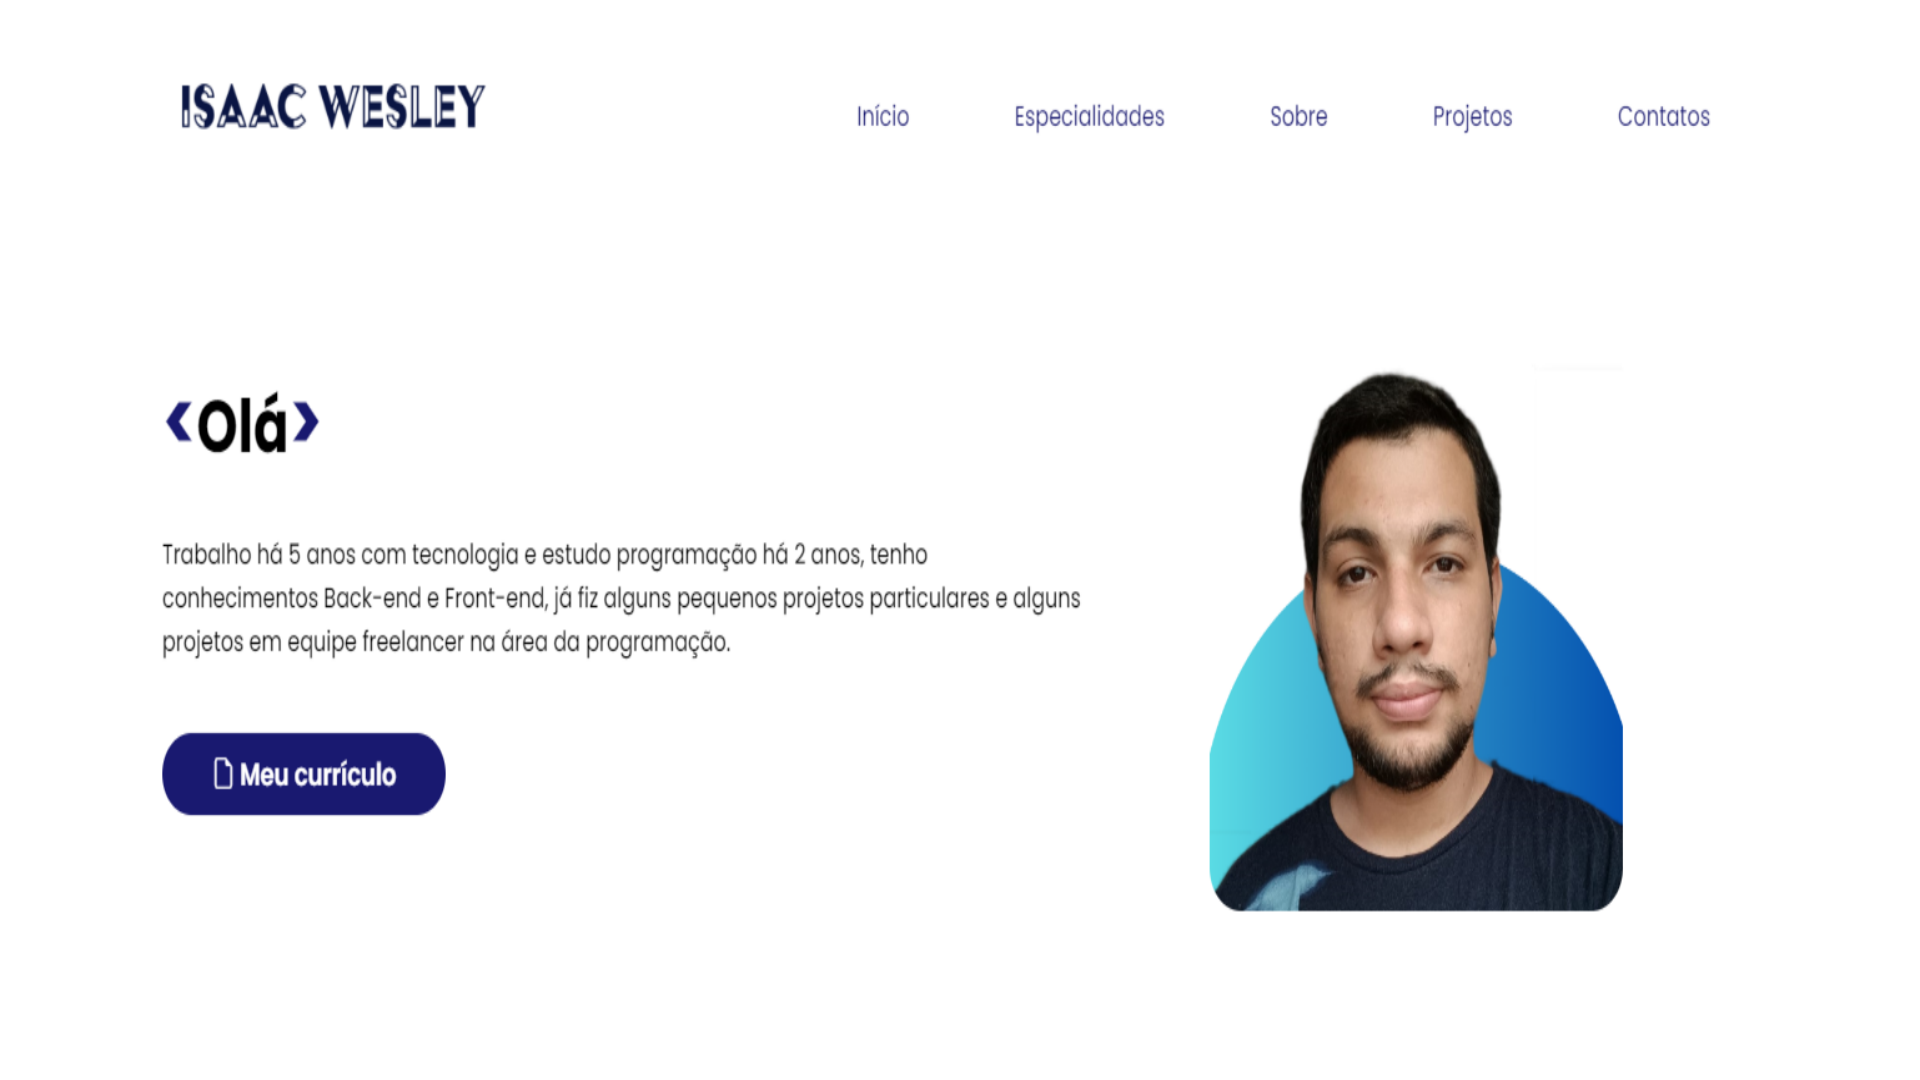 ISAAC WESLEY
Início
Especialidades
Sobre
Projetos
Contatos
<Olá>
Trabalho há 5 anos com tecnologia e estudo programação há 2 anos, tenho
conhecimentos Back-end e Front-end, já fiz alguns pequenos projetos particulares e alguns
projetos em equipe freelancer na área da programação.
Meu currículo